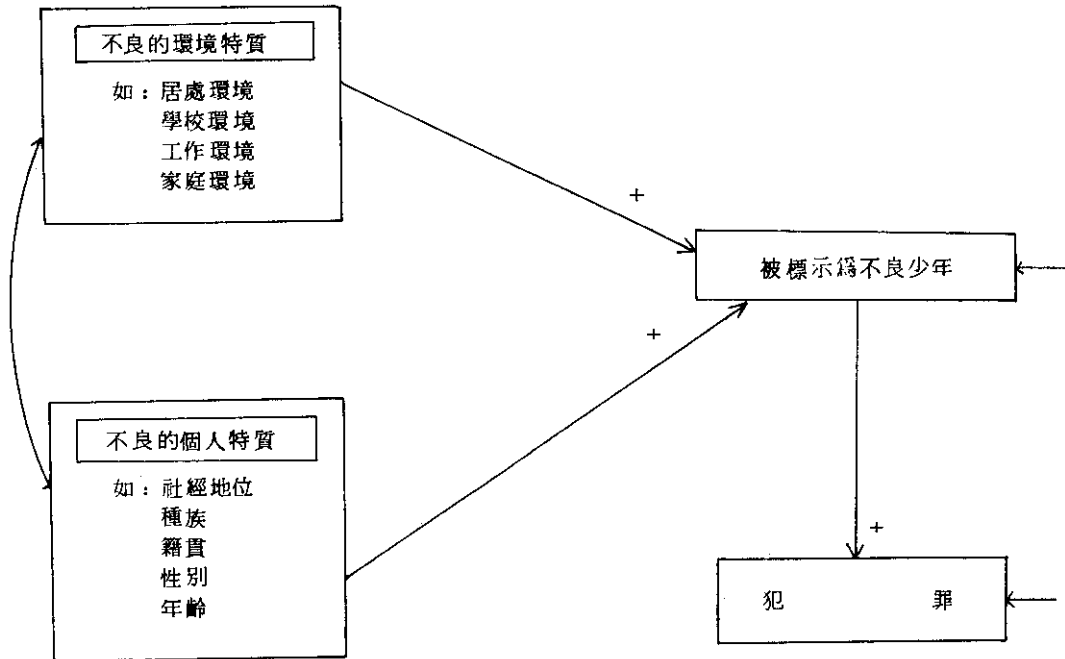 不良的環境特質
如：居處環境
學校環境
工作環境
家庭環境
+
被標示爲不良少年
+
不良的個人特質
如：社經地位
種族
籍貫
性別
年齡
+
犯 罪